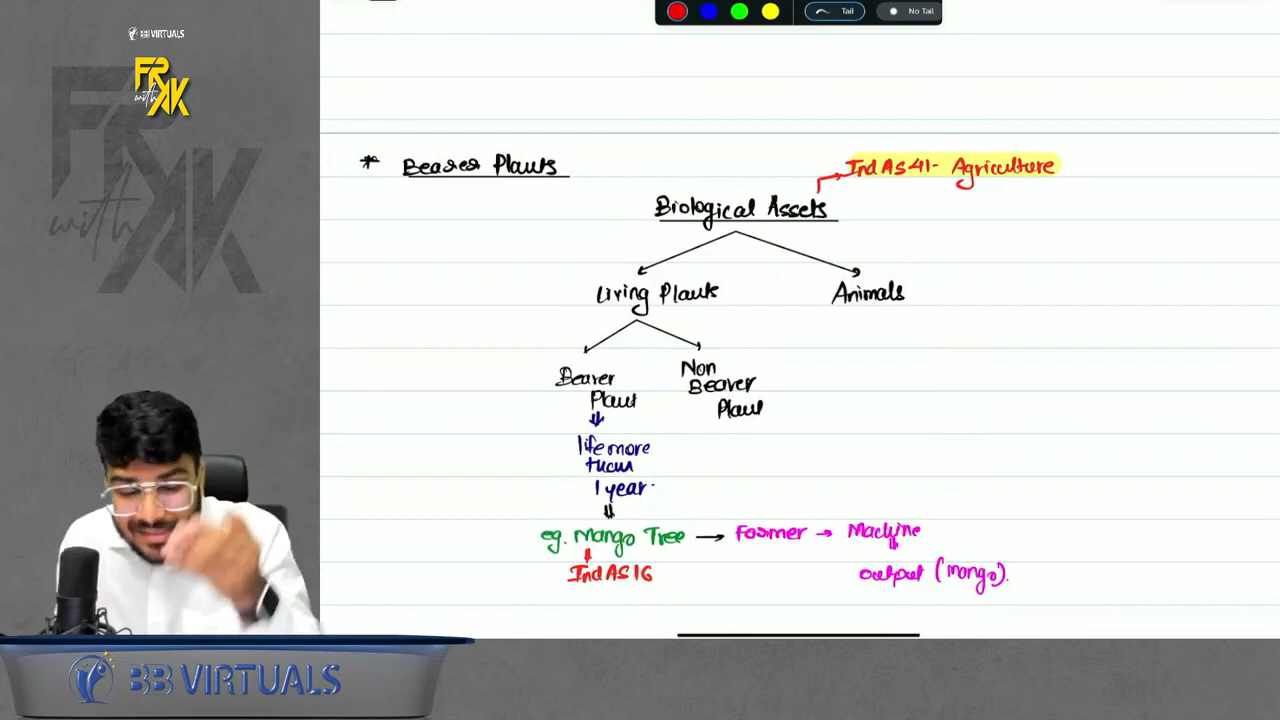 Tail
No Tail
BB VIRTUALS
FR
with
KK
* Bearer Plants
Ind AS 41- Agriculture
Biological Assets
Living Plants
Animals
Bearer
Plant
Non
Bearer
Plant
life more
than
1 year.
eg. Mango Tree → Farmer → Machine
Ind AS 16
output (mango).
BB VIRTUALS